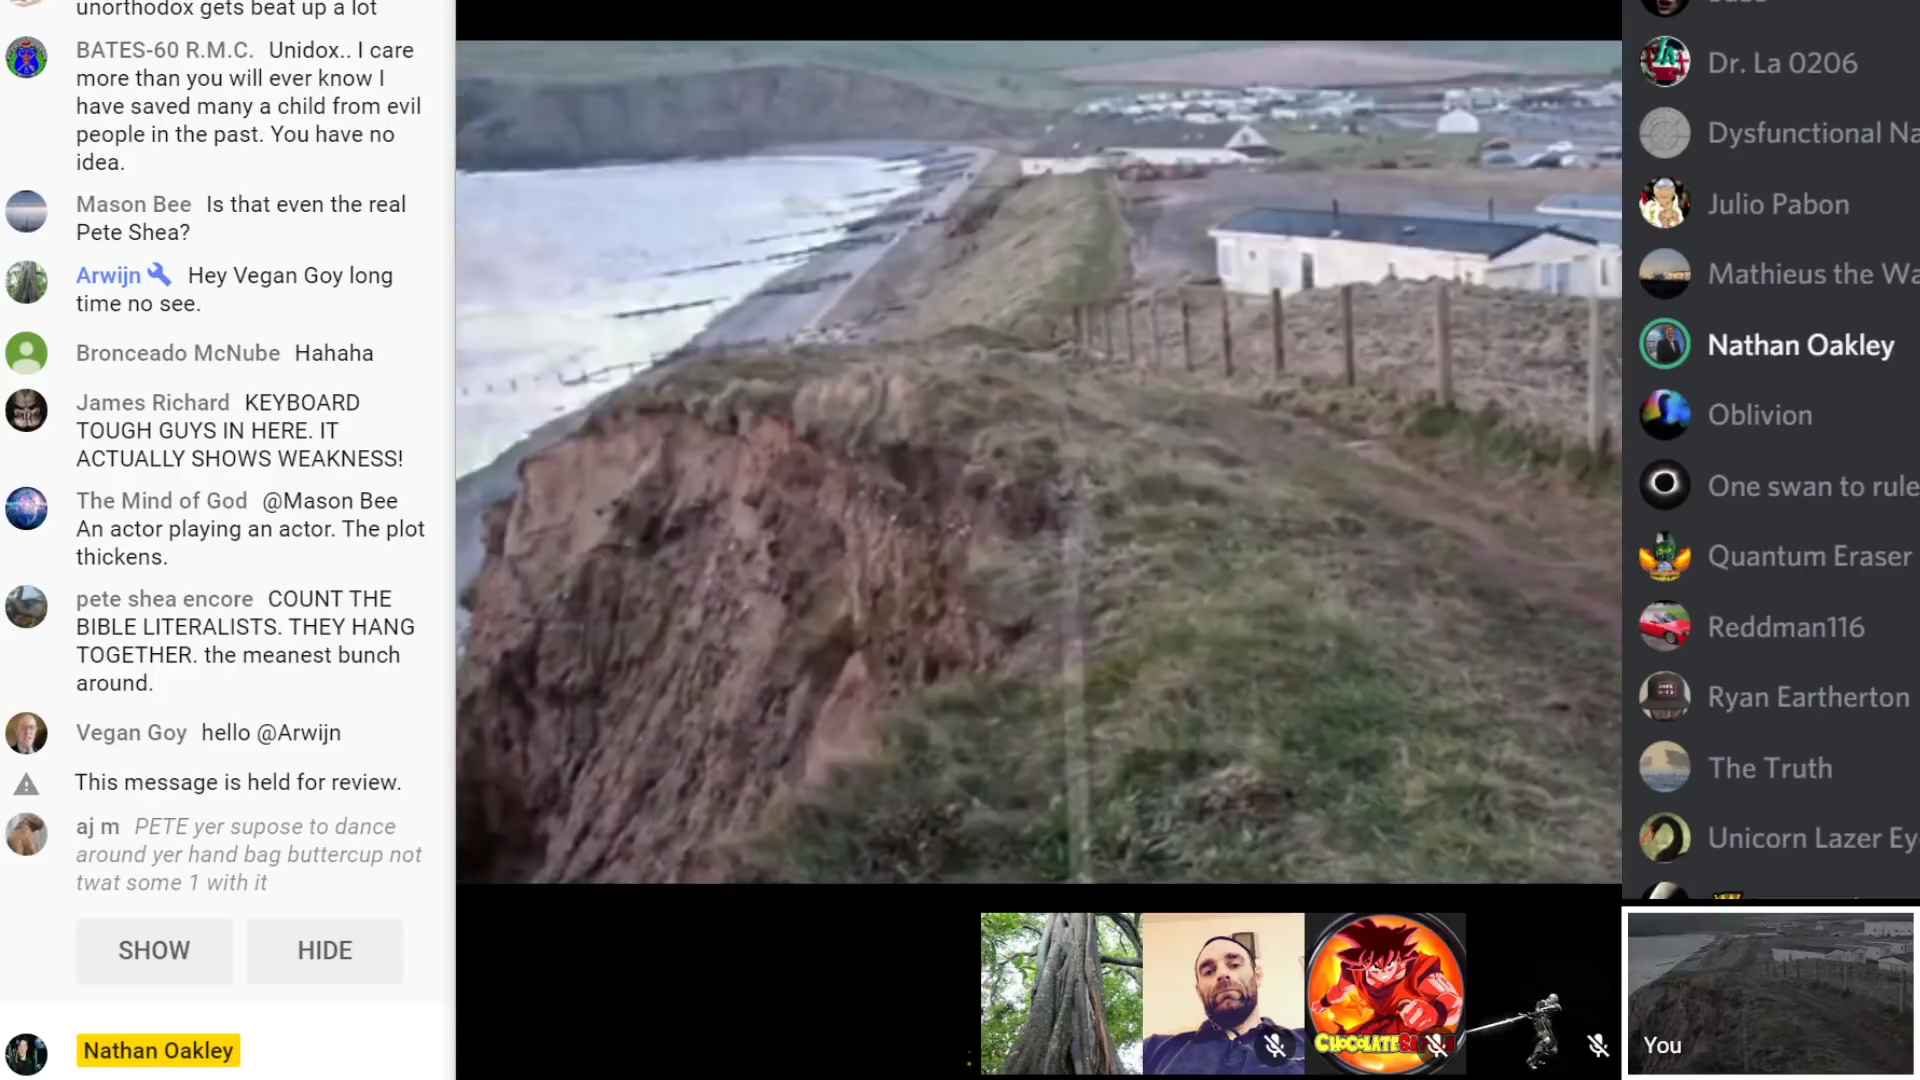 unorthodox gets beat up a lot
BATES-60 R.M.C. Unidox.. I care
more than you will ever know I
have saved many a child from evil
people in the past. You have no
idea.
Mason Bee Is that even the real
Pete Shea?
Arwijn Hey Vegan Goy long
time no see.
Bronceado McNube Hahaha
James Richard KEYBOARD
TOUGH GUYS IN HERE. IT
ACTUALLY SHOWS WEAKNESS!
The Mind of God @Mason Bee
An actor playing an actor. The plot
thickens.
pete shea encore COUNT THE
BIBLE LITERALISTS. THEY HANG
TOGETHER. the meanest bunch
around.
Vegan Goy hello @Arwijn
This message is held for review.
aj m PETE yer supose to dance
around yer hand bag buttercup not
twat some 1 with it
SHOW HIDE
Nathan Oakley
Dr. La 0206
Dysfunctional Na
Julio Pabon
Mathieus the Wa
Nathan Oakley
Oblivion
One swan to rule
Quantum Eraser
Reddman116
Ryan Eartherton
The Truth
Unicorn Lazer Ey
You